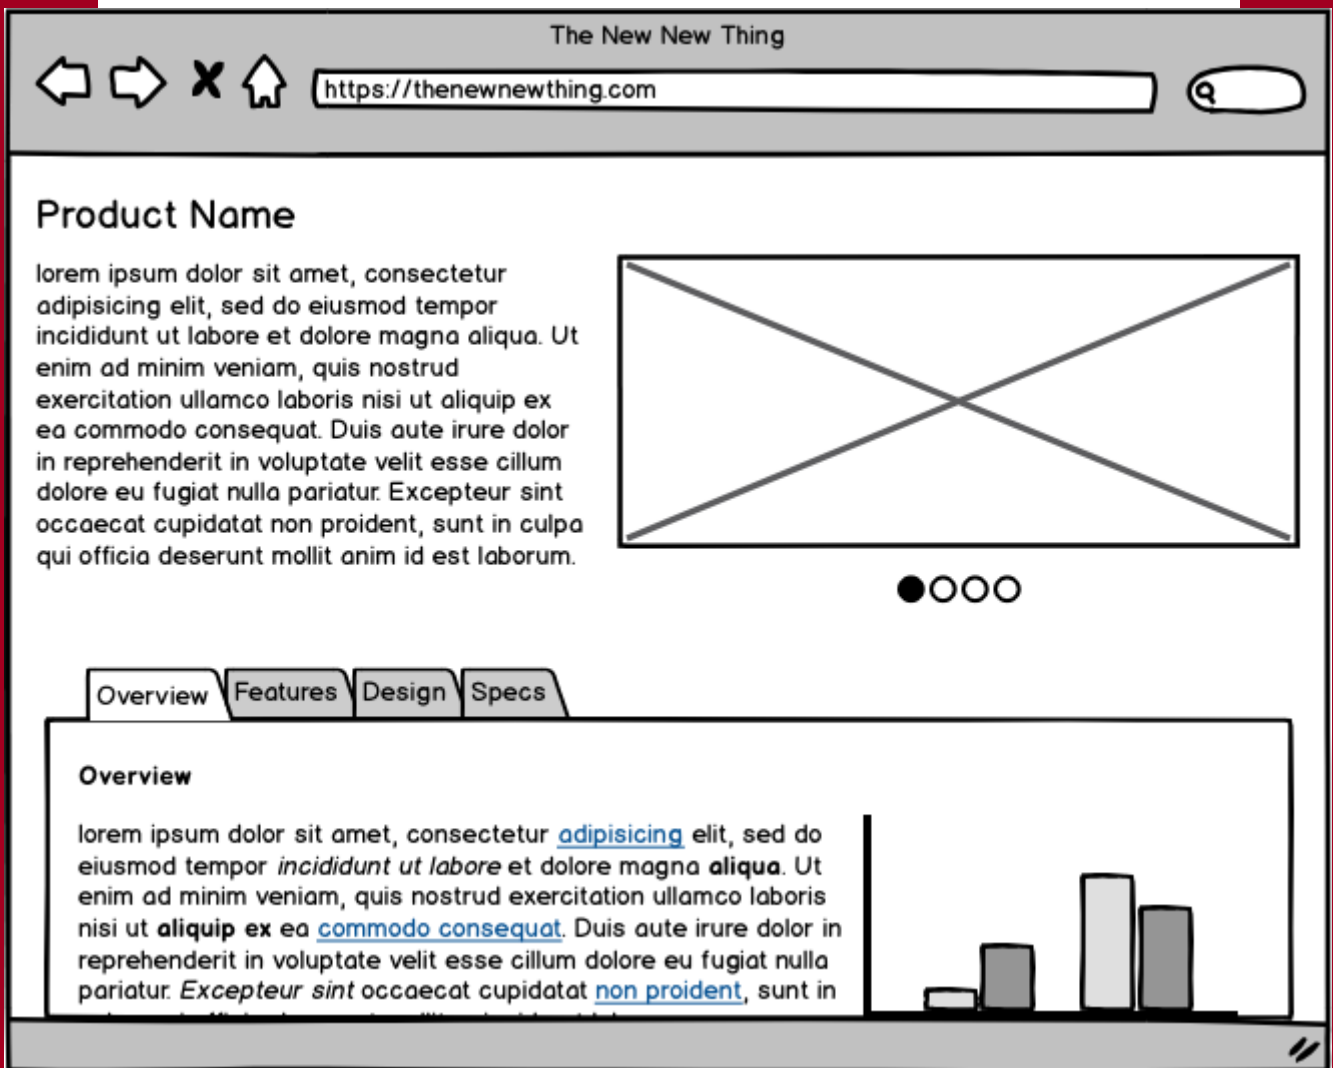 The New New Thing
https://thenewnewthing.com
Product Name
lorem ipsum dolor sit amet, consectetur
adipisicing elit, sed do eiusmod tempor
incididunt ut labore et dolore magna aliqua. Ut
enim ad minim veniam, quis nostrud
exercitation ullamco laboris nisi ut aliquip ex
ea commodo consequat. Duis aute irure dolor
in reprehenderit in voluptate velit esse cillum
dolore eu fugiat nulla pariatur. Excepteur sint
occaecat cupidatat non proident, sunt in culpa
qui officia deserunt mollit anim id est laborum.
Overview Features Design Specs
Overview
lorem ipsum dolor sit amet, consectetur adipisicing elit, sed do
eiusmod tempor incididunt ut labore et dolore magna aliqua. Ut
enim ad minim veniam, quis nostrud exercitation ullamco laboris
nisi ut aliquip ex ea commodo consequat. Duis aute irure dolor in
reprehenderit in voluptate velit esse cillum dolore eu fugiat nulla
pariatur. Excepteur sint occaecat cupidatat non proident, sunt in